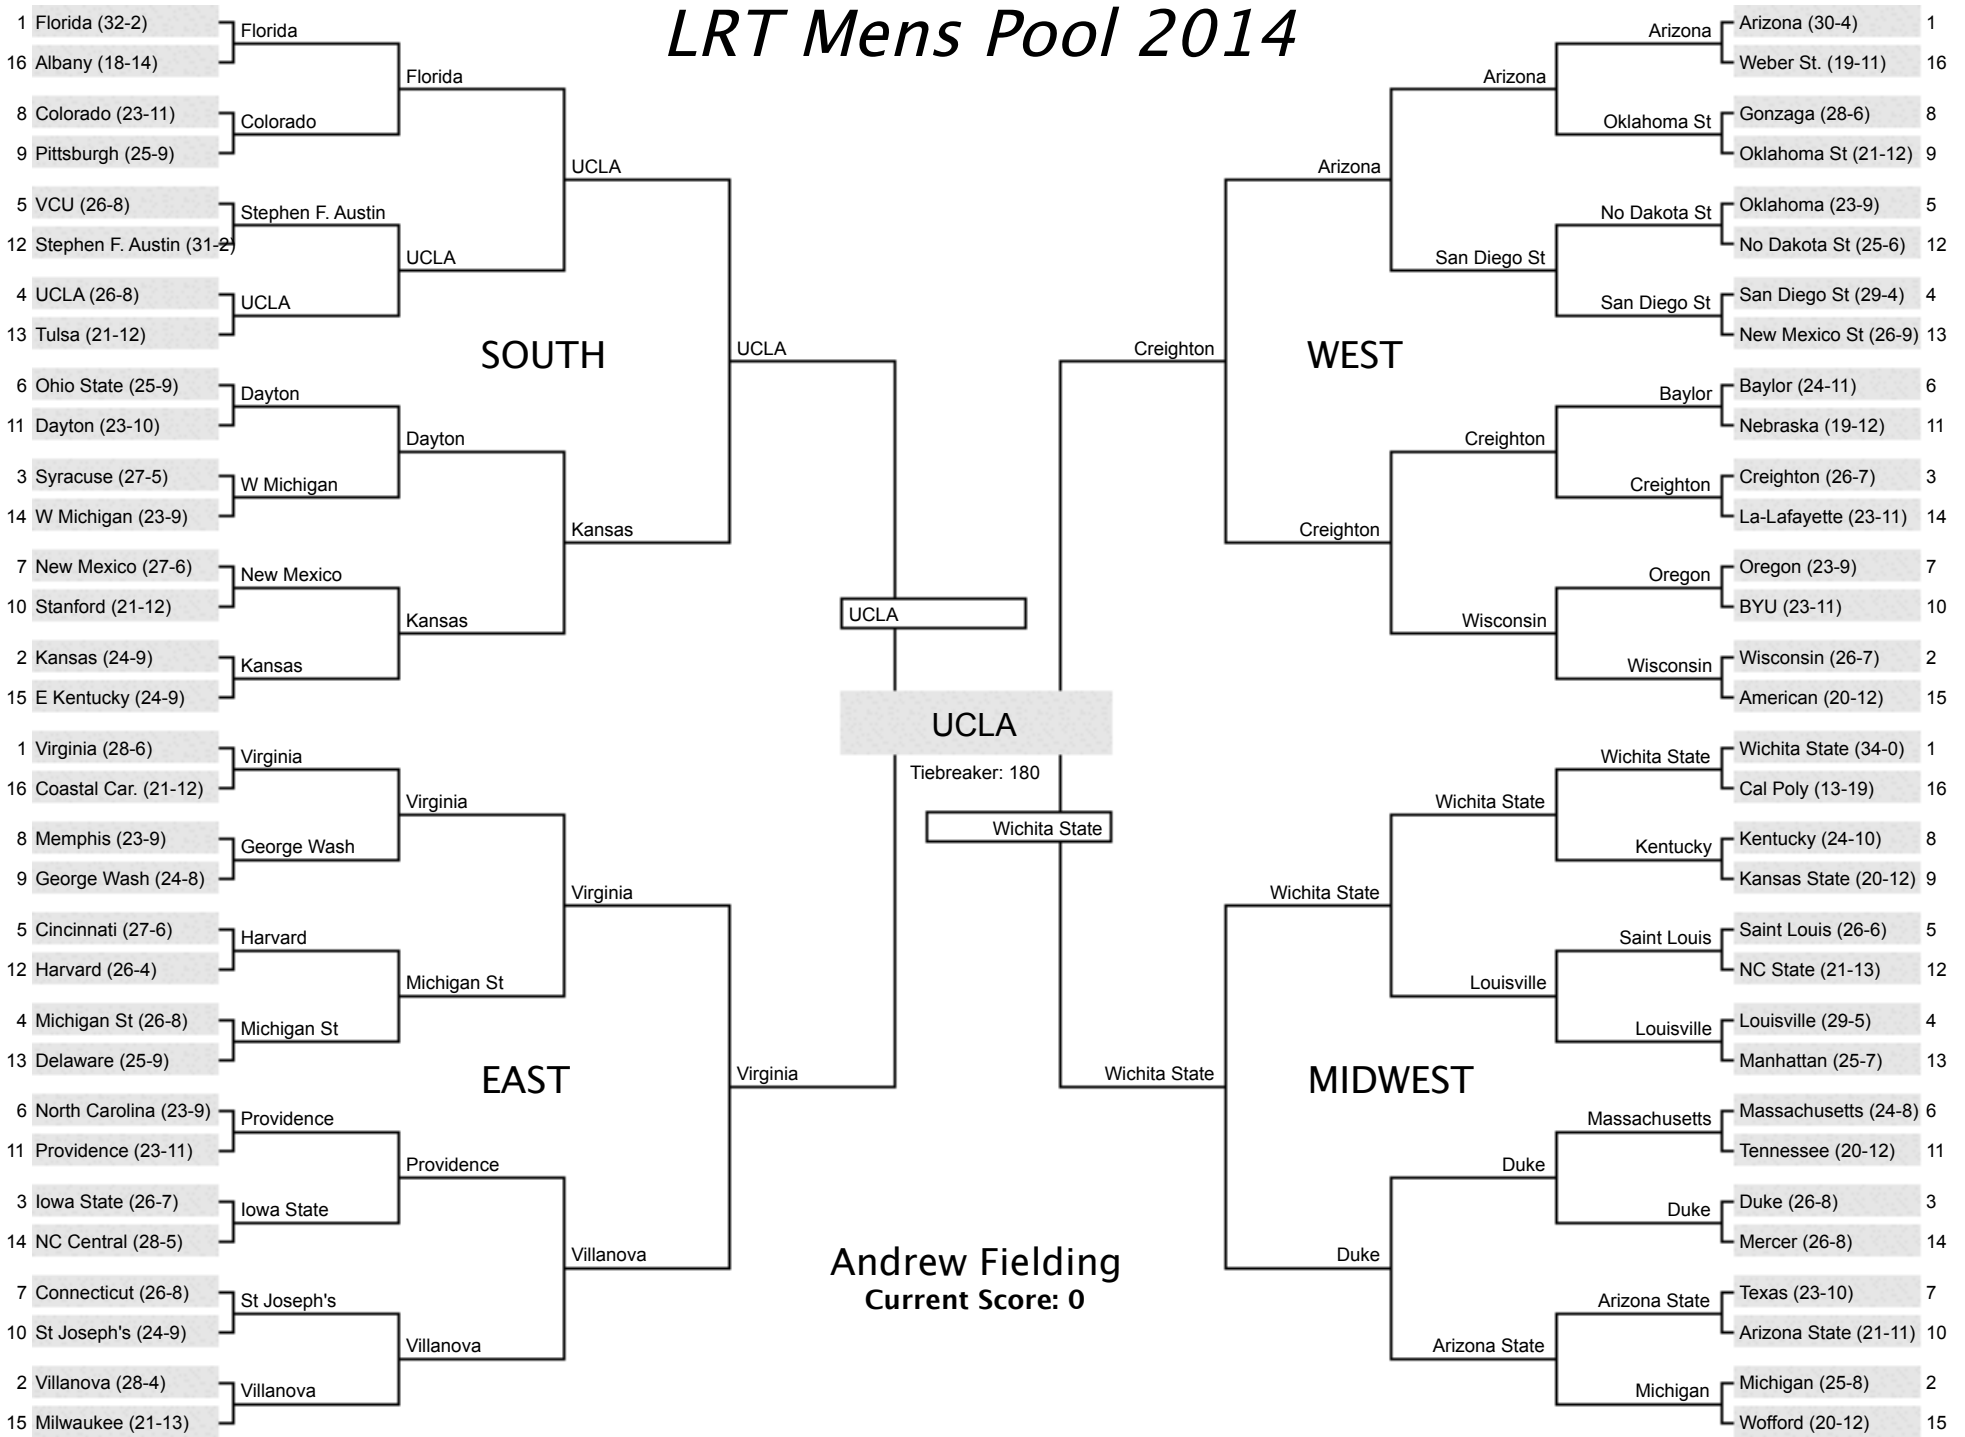 LRT Mens Pool 2014
1 Florida (32-2)
Florida
16 Albany (18-14)
Florida
8 Colorado (23-11)
Colorado
9 Pittsburgh (25-9)
UCLA
5 VCU (26-8)
Stephen F. Austin
12 Stephen F. Austin (31-2)
UCLA
4 UCLA (26-8)
UCLA
13 Tulsa (21-12)
SOUTH
UCLA
6 Ohio State (25-9)
Dayton
11 Dayton (23-10)
Dayton
3 Syracuse (27-5)
W Michigan
14 W Michigan (23-9)
Kansas
7 New Mexico (27-6)
New Mexico
10 Stanford (21-12)
Kansas
2 Kansas (24-9)
Kansas
15 E Kentucky (24-9)
1 Virginia (28-6)
Virginia
16 Coastal Car. (21-12)
Virginia
8 Memphis (23-9)
George Wash
9 George Wash (24-8)
Virginia
5 Cincinnati (27-6)
Harvard
12 Harvard (26-4)
Michigan St
4 Michigan St (26-8)
Michigan St
13 Delaware (25-9)
EAST
Virginia
6 North Carolina (23-9)
Providence
11 Providence (23-11)
Providence
3 Iowa State (26-7)
Iowa State
14 NC Central (28-5)
Villanova
7 Connecticut (26-8)
St Joseph's
10 St Joseph's (24-9)
Villanova
2 Villanova (28-4)
Villanova
15 Milwaukee (21-13)
UCLA
UCLA
Tiebreaker: 180
Wichita State
Andrew Fielding
Current Score: 0
Arizona (30-4) 1
Arizona
Weber St. (19-11) 16
Arizona
Gonzaga (28-6) 8
Oklahoma St
Oklahoma St (21-12) 9
Arizona
Oklahoma (23-9) 5
No Dakota St
No Dakota St (25-6) 12
San Diego St
San Diego St (29-4) 4
San Diego St
New Mexico St (26-9) 13
WEST
Creighton
Baylor (24-11) 6
Baylor
Nebraska (19-12) 11
Creighton
Creighton (26-7) 3
Creighton
La-Lafayette (23-11) 14
Creighton
Oregon (23-9) 7
Oregon
BYU (23-11) 10
Wisconsin
Wisconsin (26-7) 2
Wisconsin
American (20-12) 15
Wichita State (34-0) 1
Wichita State
Cal Poly (13-19) 16
Wichita State
Kentucky (24-10) 8
Kentucky
Kansas State (20-12) 9
Wichita State
Saint Louis (26-6) 5
Saint Louis
NC State (21-13) 12
Louisville
Louisville (29-5) 4
Louisville
Manhattan (25-7) 13
MIDWEST
Wichita State
Massachusetts (24-8) 6
Massachusetts
Tennessee (20-12) 11
Duke
Duke (26-8) 3
Duke
Mercer (26-8) 14
Duke
Texas (23-10) 7
Arizona State
Arizona State (21-11) 10
Arizona State
Michigan (25-8) 2
Michigan
Wofford (20-12) 15